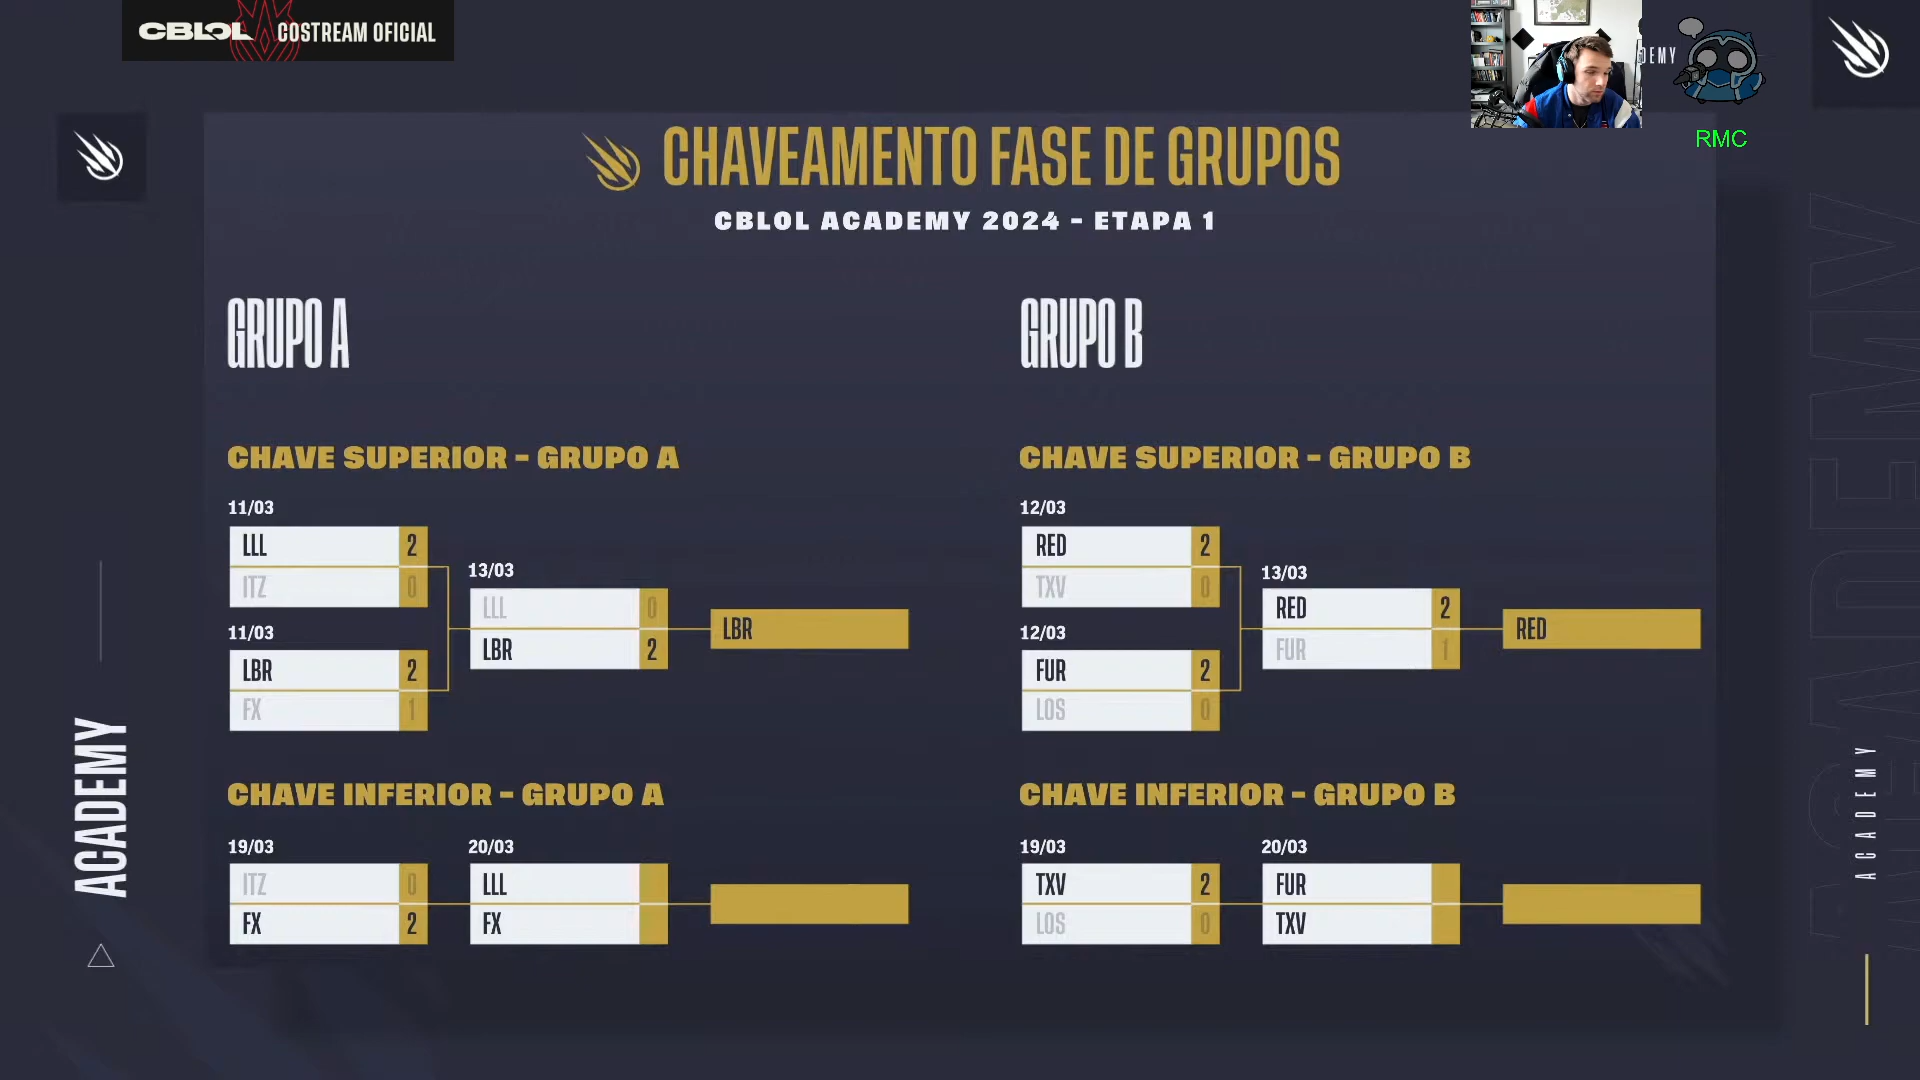 CBLOL COSTREAM OFICIAL
DEMY
RMC
CHAVEAMENTO FASE DE GRUPOS
CBLOL ACADEMY 2024 - ETAPA 1
GRUPO A
CHAVE SUPERIOR - GRUPO A
11/03
LLL 2
ITZ 0
11/03
LBR 2
FX 1
13/03
LLL 0
LBR 2
LBR
CHAVE INFERIOR - GRUPO A
19/03
ITZ 0
FX 2
20/03
LLL
FX
GRUPO B
CHAVE SUPERIOR - GRUPO B
12/03
RED 2
TXV 0
12/03
FUR 2
LOS 0
13/03
RED 2
FUR 1
RED
CHAVE INFERIOR - GRUPO B
19/03
TXV 2
LOS 0
20/03
FUR
TXV
ACADEMY
ACADEMY
ACADEMY